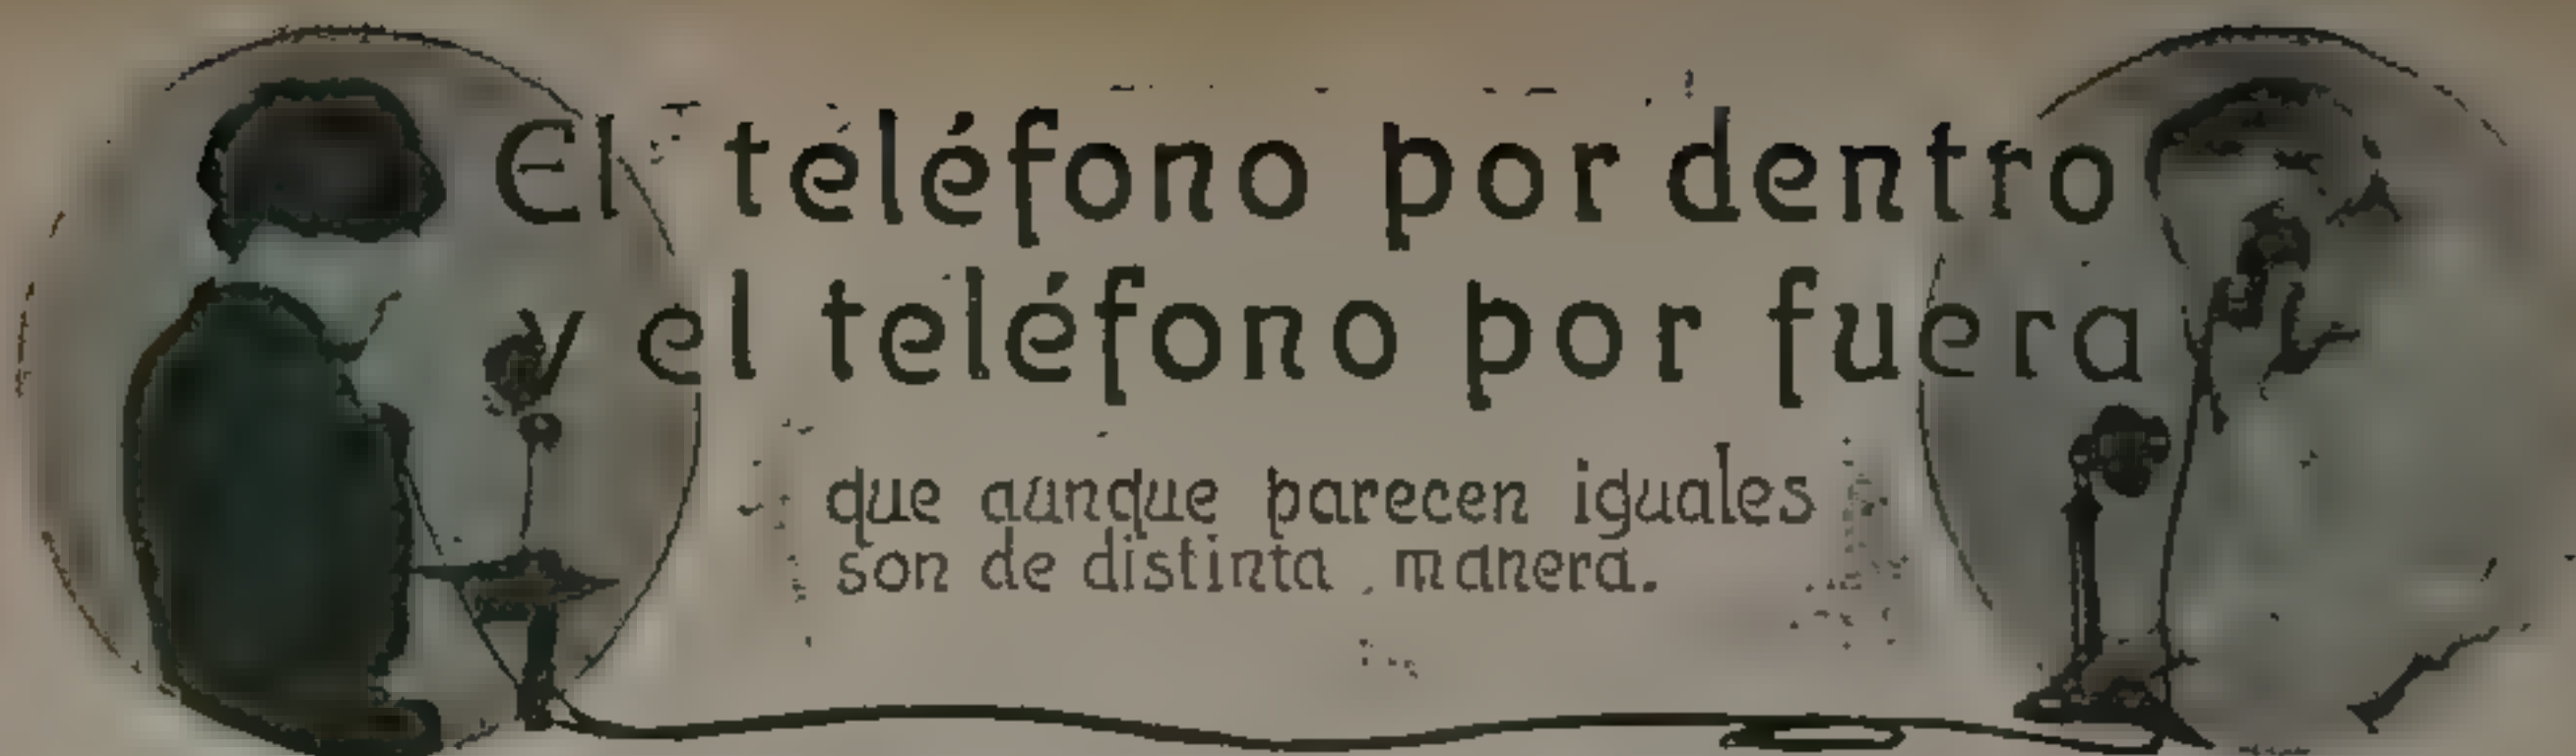 El teléfono por dentro
y el teléfono por fuera
que aunque parecen iguales
son de distinta manera.